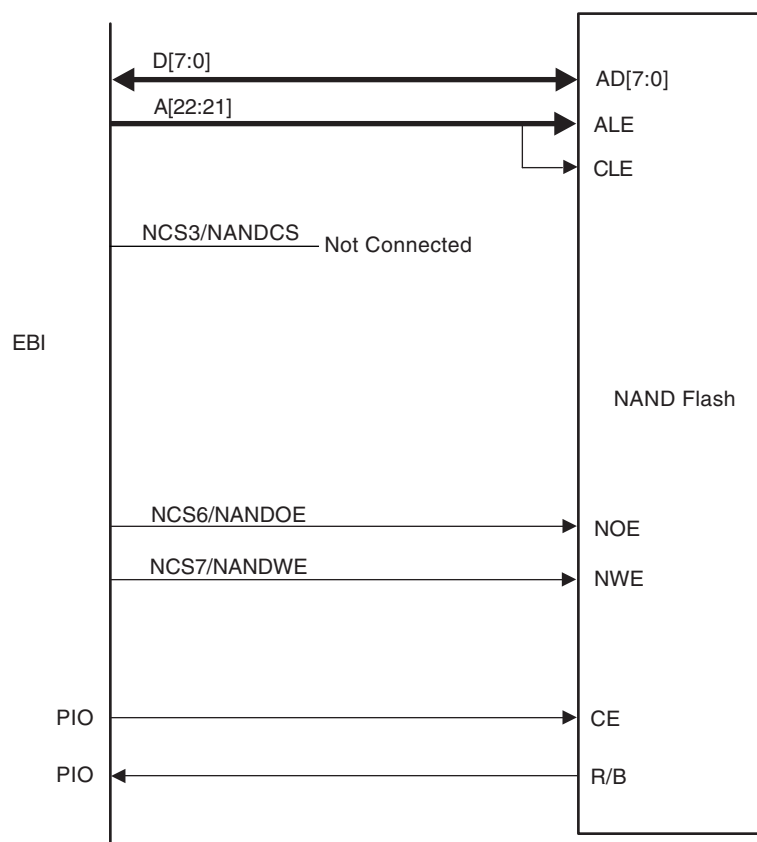 D[7:0]
AD[7:0]
A[22:21]
ALE
CLE
NCS3/NANDCS
Not Connected
EBI
NAND Flash
NCS6/NANDOE
NOE
NCS7/NANDWE
NWE
PIO
CE
PIO
R/B